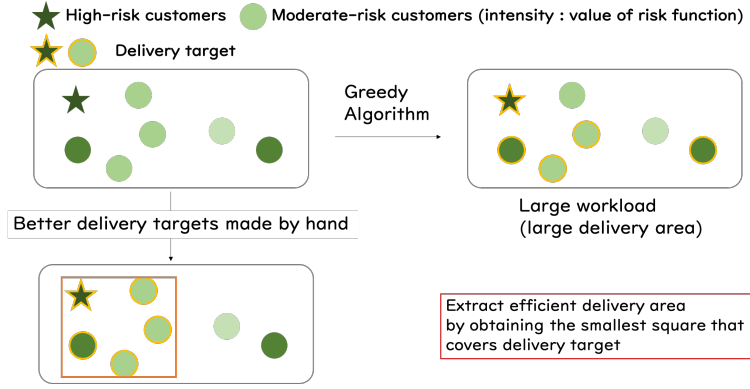 High-risk customers
Moderate-risk customers (intensity : value of risk function)
Delivery target
Greedy
Algorithm
Large workload
(large delivery area)
Better delivery targets made by hand
Extract efficient delivery area
by obtaining the smallest square that
covers delivery target